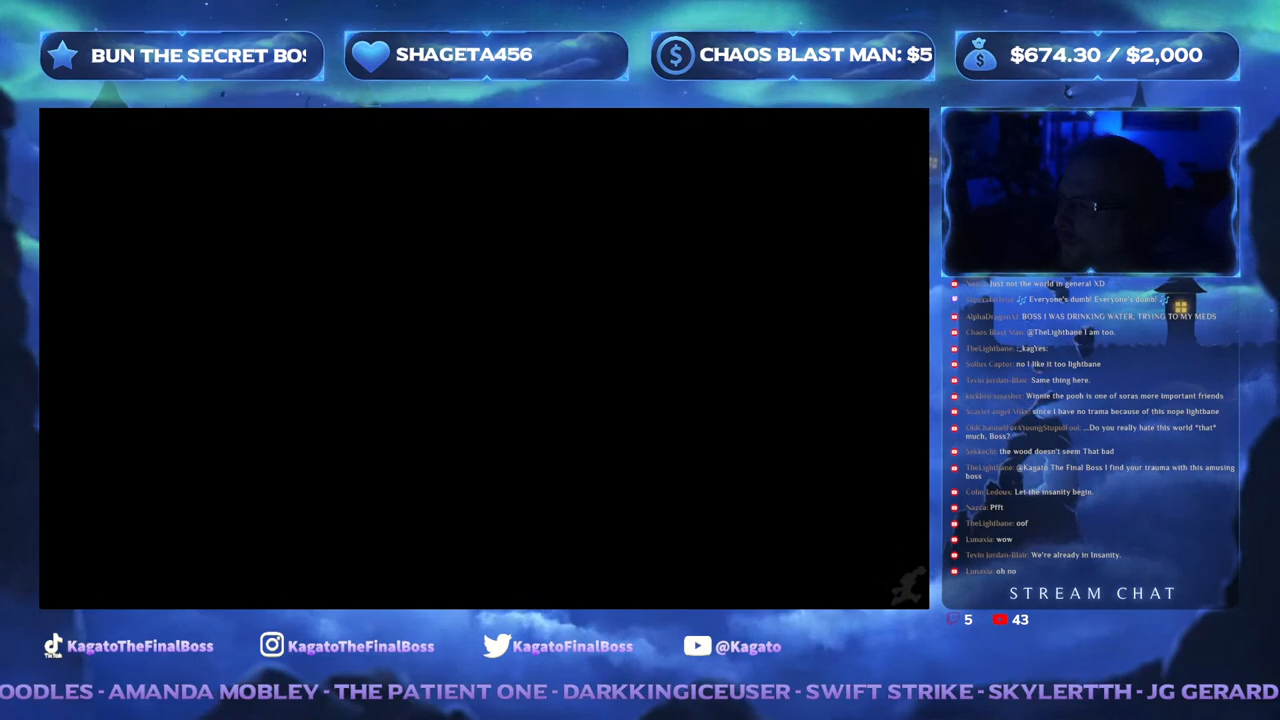 BUN THE SECRET BOS
SHAGETA456
CHAOS BLAST MAN: $5
$674.30 / $2,000
Just not the world in general XD
Everyone's dumb! Everyone's dumb!
AlphaDragonXI: BOSS I WAS DRINKING WATER, TRYING TO MY MEDS
Chaos Blast Man: @TheLightbane I am too.
TheLightbane: :_kagYes:
Sollux Captor: no I like it too lightbane
Tevin Jordan-Blair: Same thing here.
Winnie the pooh is one of soras more important friends
since I have no trama because of this nope lightbane
OldChannelForAYoungStupidFool: ...Do you really hate this world *that*
much, Boss?
the wood doesn't seem That bad
TheLightbane: @Kagato The Final Boss I find your trauma with this amusing
boss
Colin Ledoux: Let the insanity begin.
Nazca: Pfft
TheLightbane: oof
Lunaxia: wow
Tevin Jordan-Blair: We're already in Insanity.
Lunaxia: oh no
STREAM CHAT
5
43
KagatoTheFinalBoss
KagatoTheFinalBoss
KagatoFinalBoss
@Kagato
OODLES - AMANDA MOBLEY - THE PATIENT ONE - DARKKINGICEUSER - SWIFT STRIKE - SKYLERTTH - JG GERARD